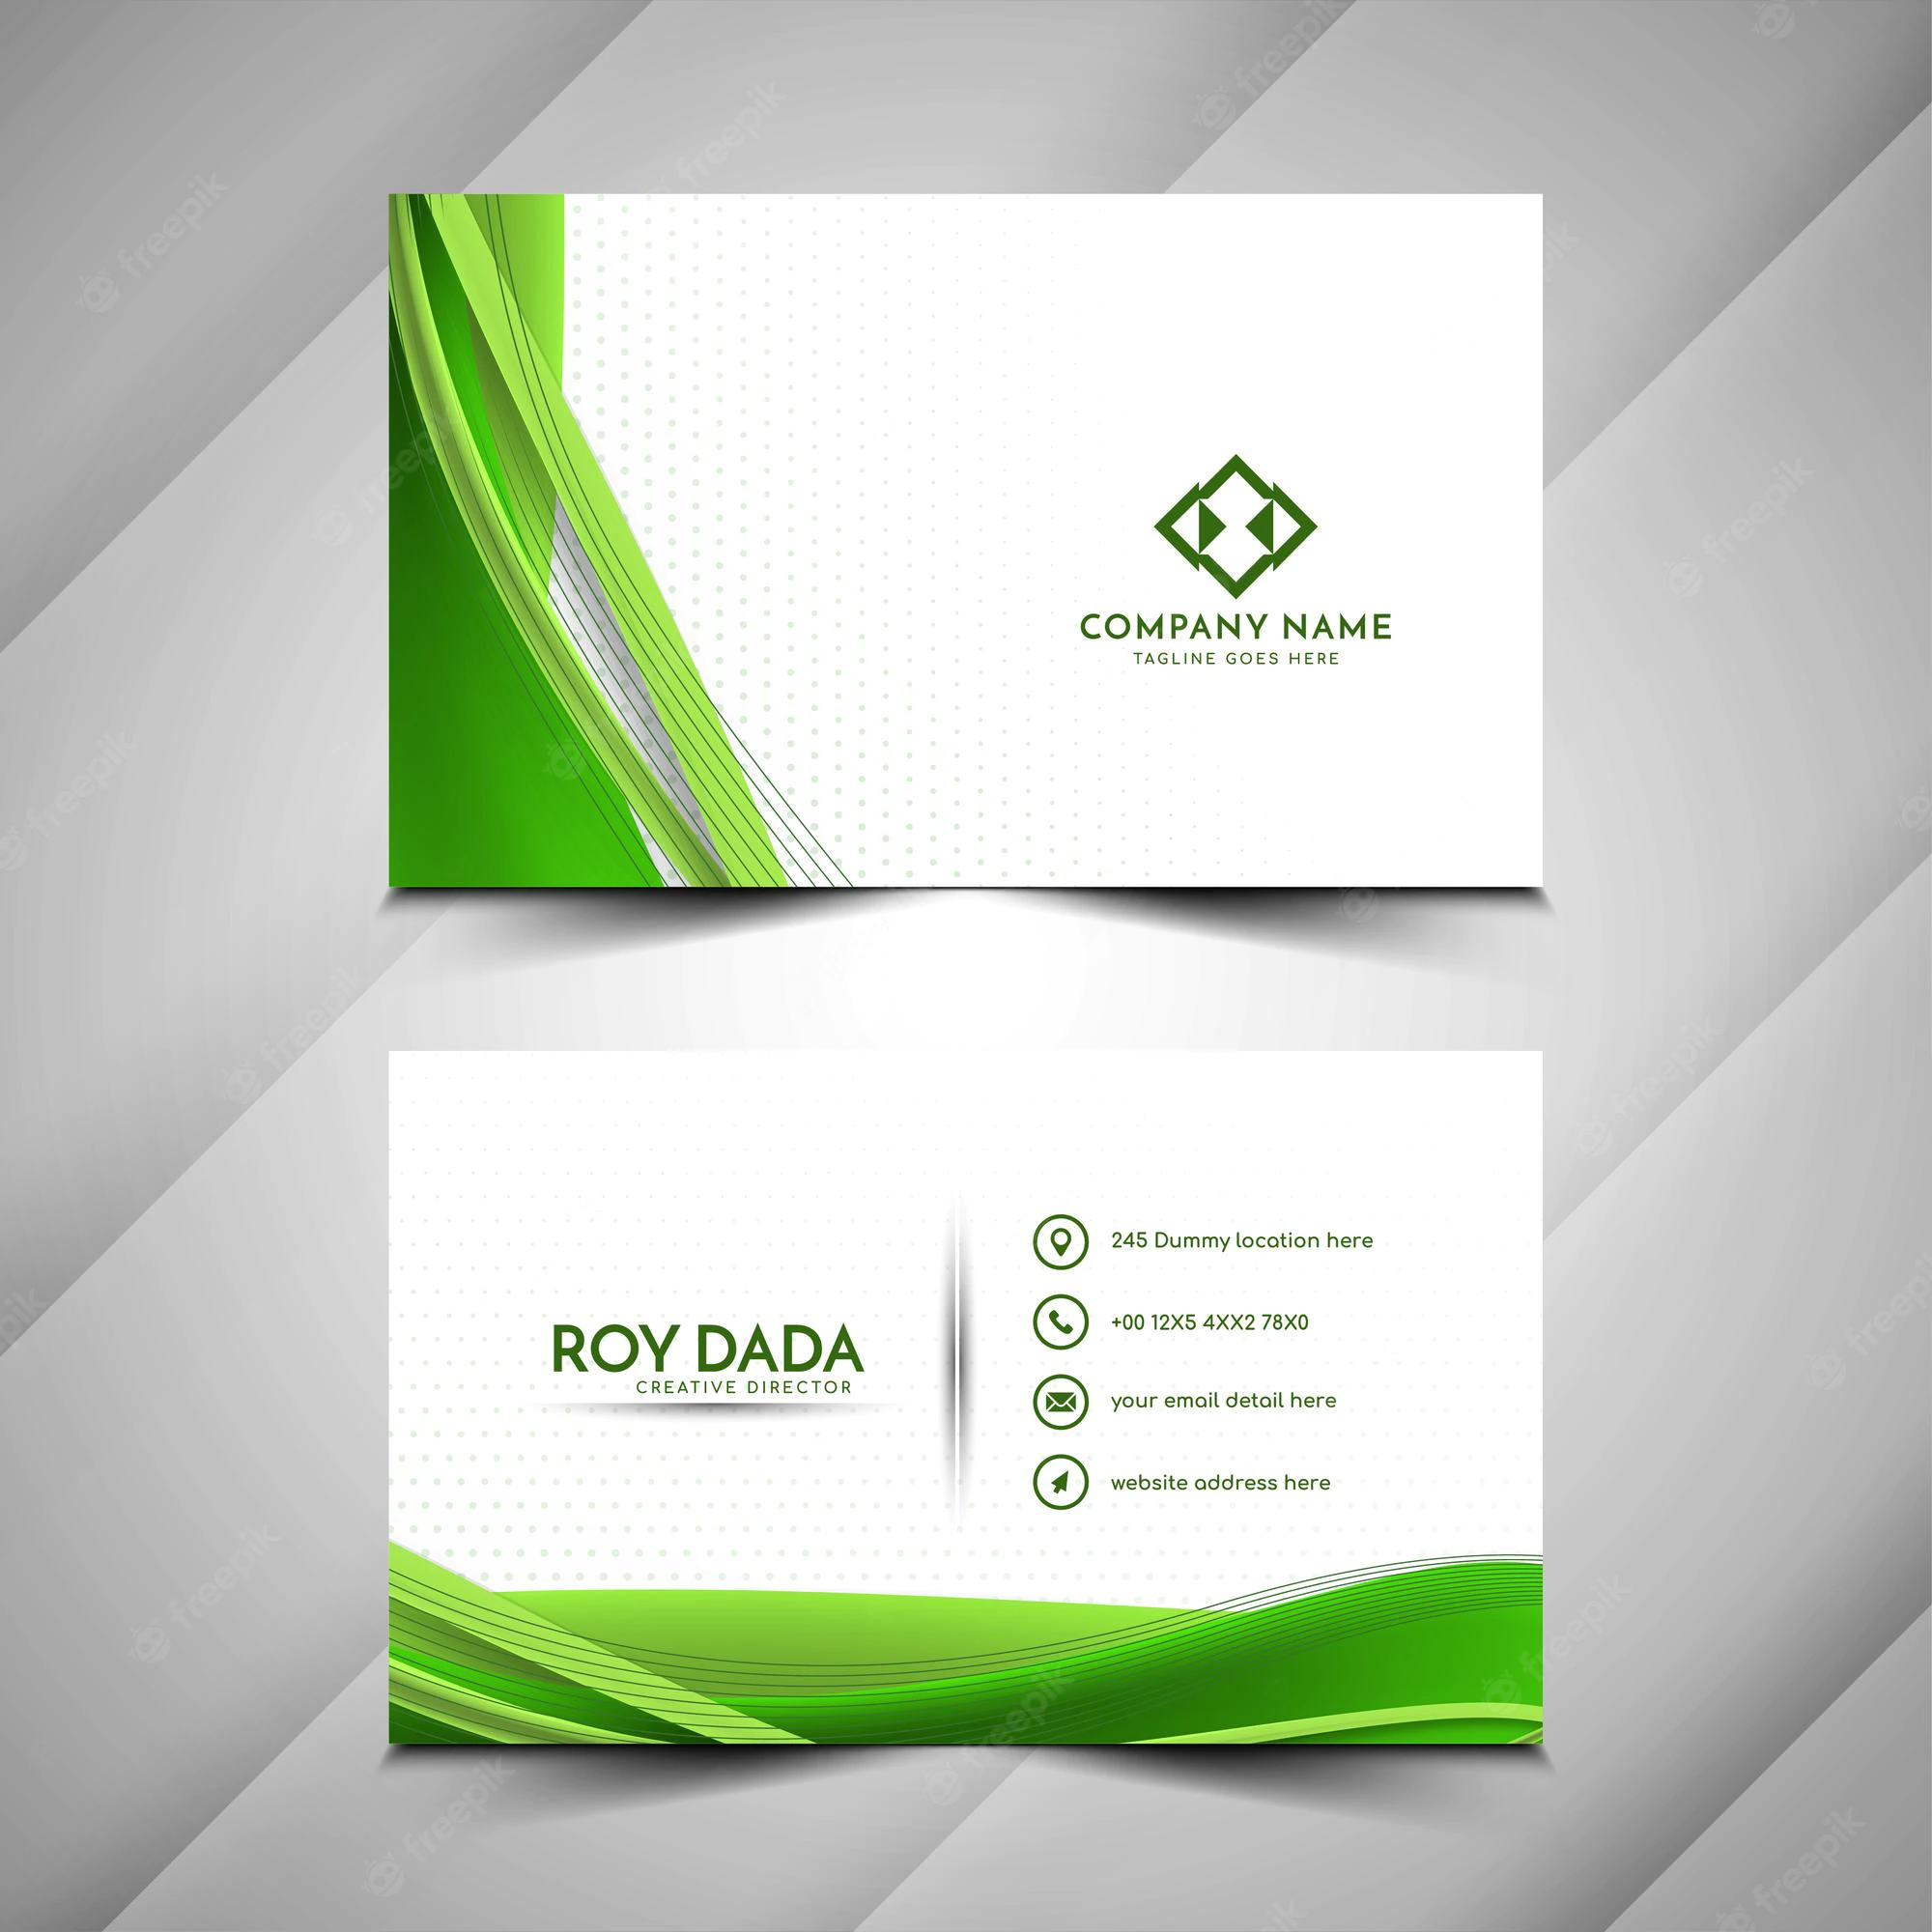 COMPANY NAME
TAGLINE GOES HERE
ROY DADA
CREATIVE DIRECTOR
245 Dummy location here
+00 12X5 4XX2 78X0
your email detail here
website address here
freepik